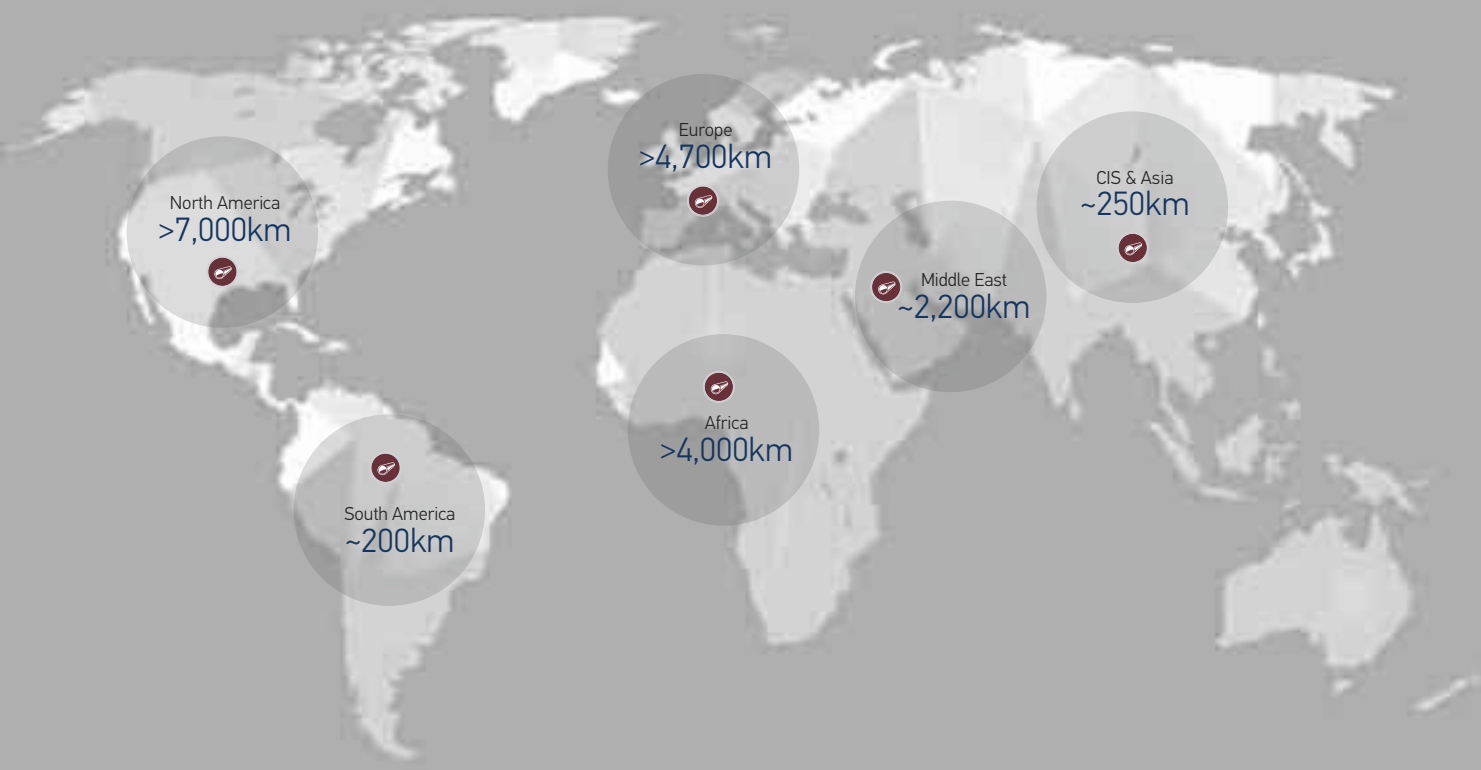 Europe
>4,700km
North America
>7,000km
CIS & Asia
~250km
Middle East
~2,200km
Africa
>4,000km
South America
~200km